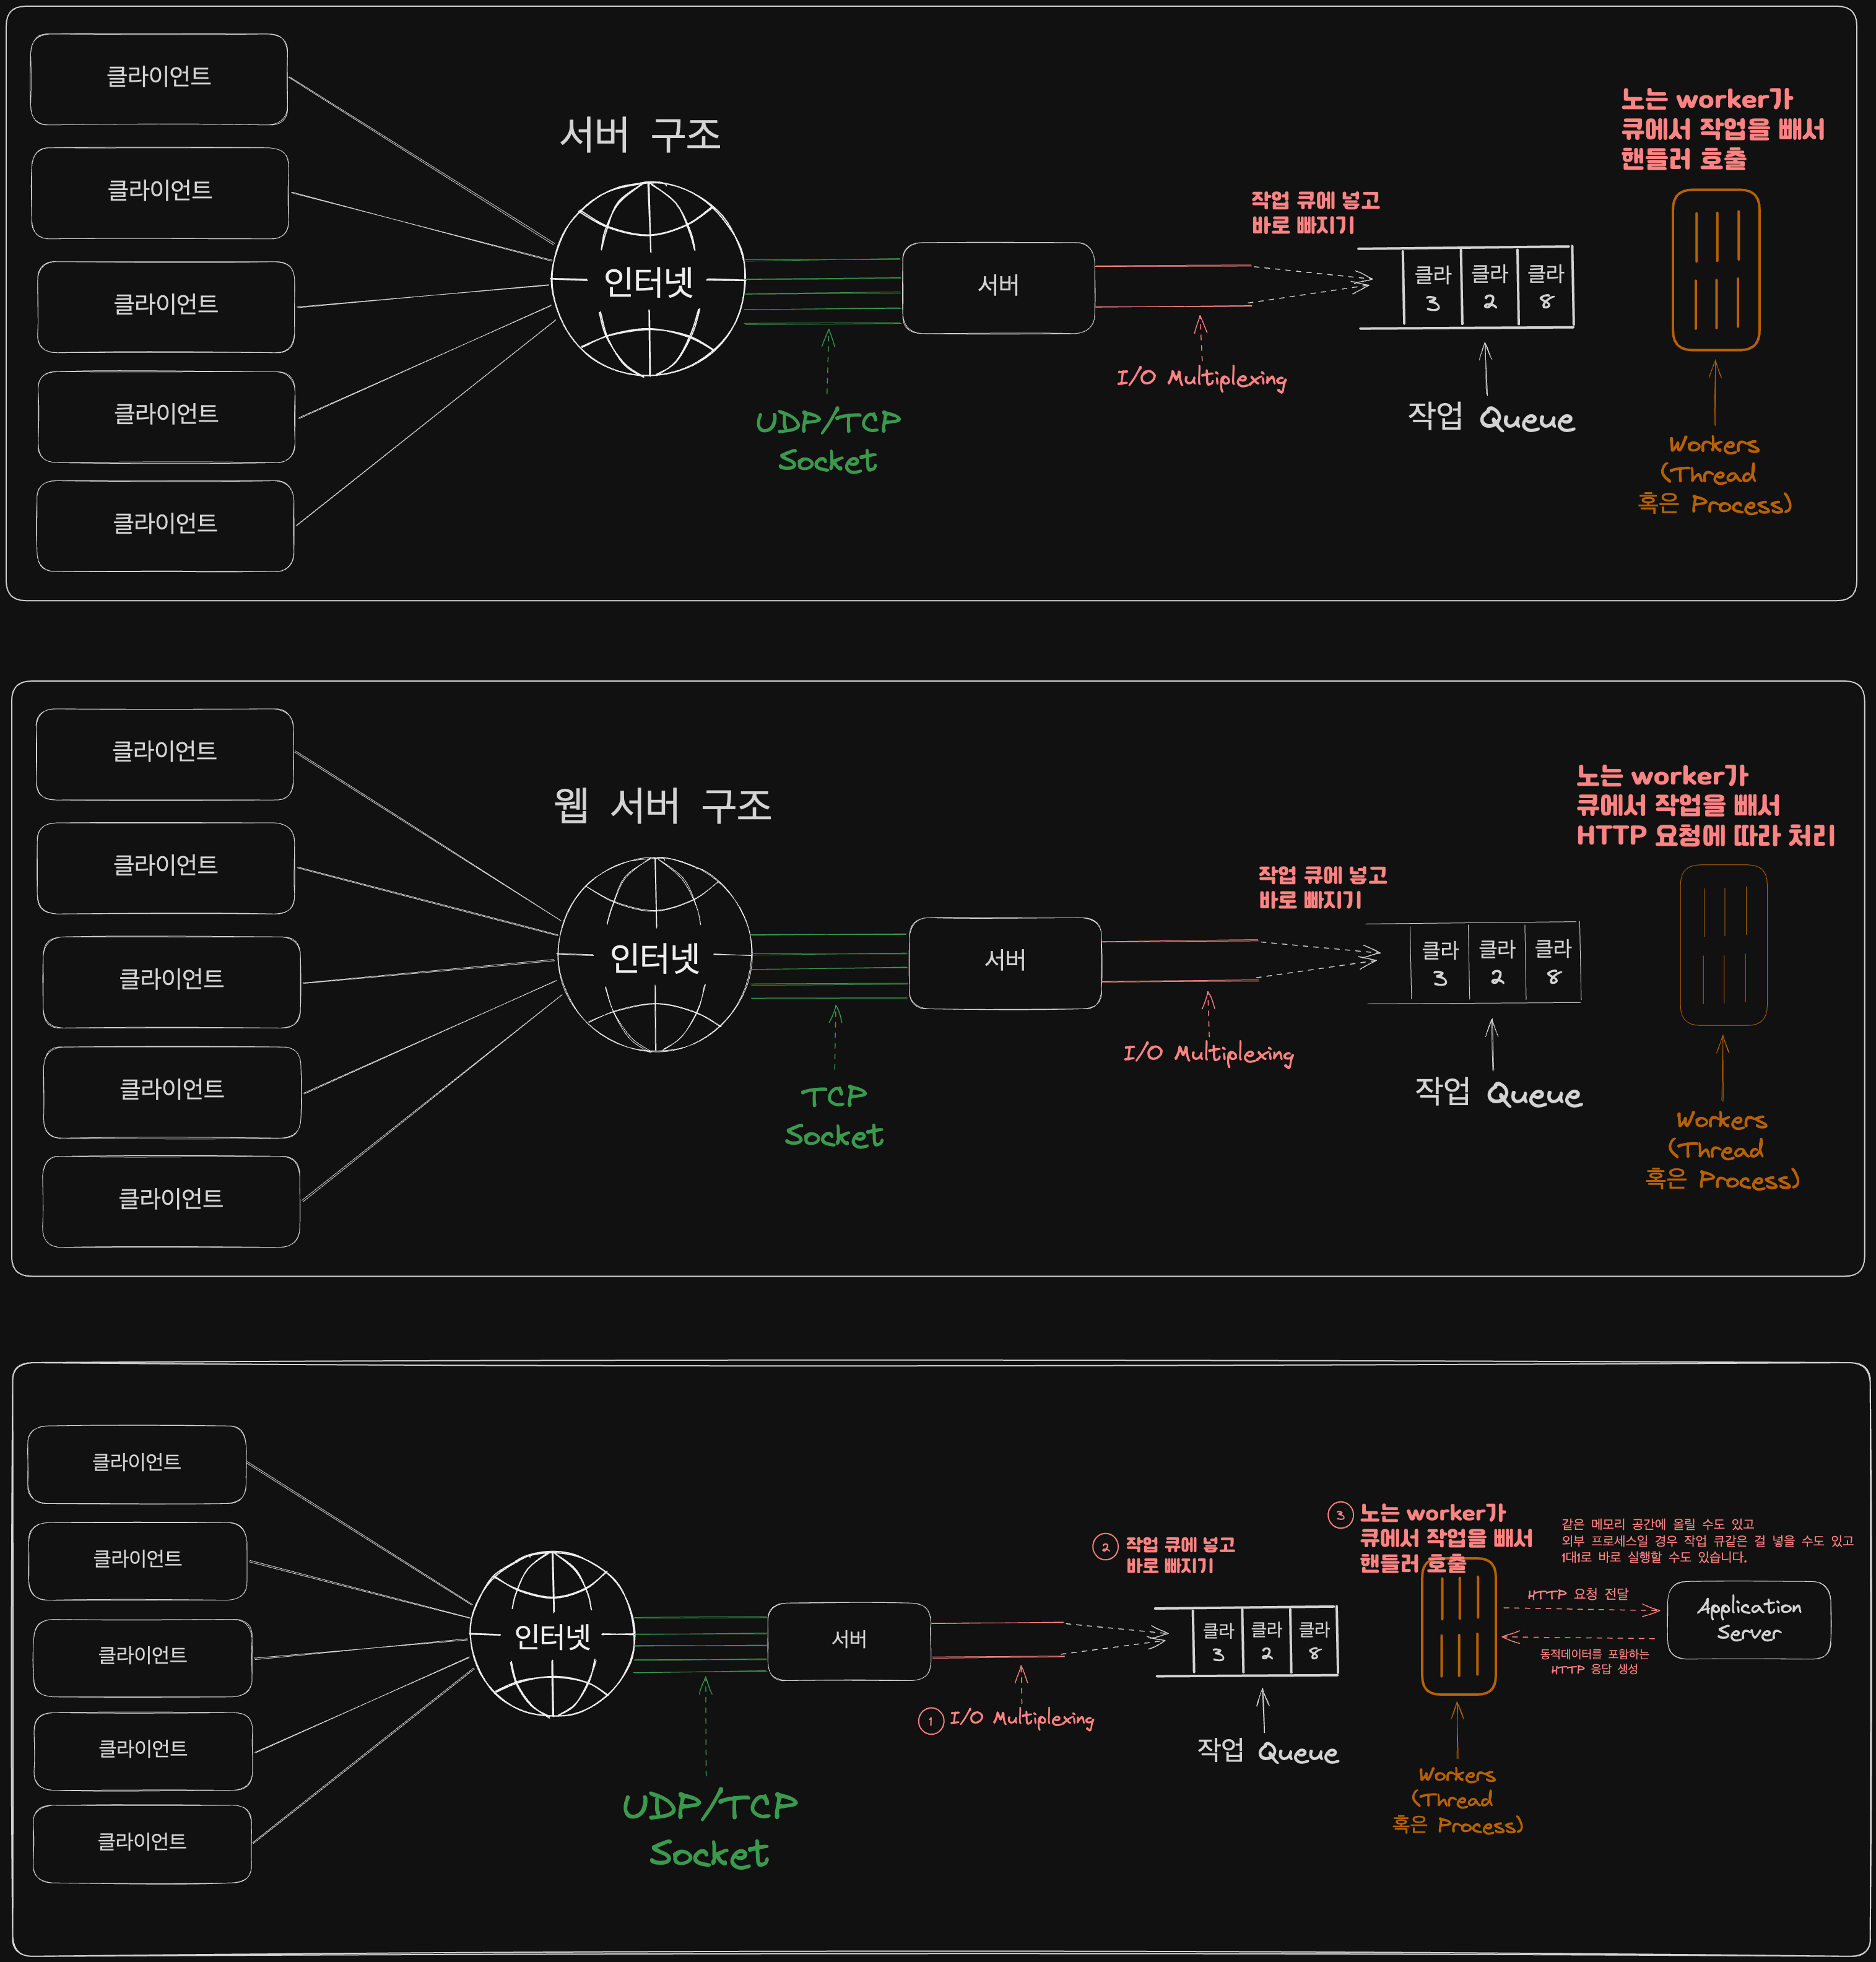 클라이언트
클라이언트
클라이언트
클라이언트
클라이언트
서버 구조
인터넷
UDP/TCP
Socket
서버
I/O Multiplexing
작업 큐에 넣고
바로 빠지기
클라
3
클라
2
클라
8
작업 Queue
노는 worker가
큐에서 작업을 빼서
핸들러 호출
Workers
(Thread
혹은 Process)
클라이언트
클라이언트
클라이언트
클라이언트
클라이언트
웹 서버 구조
인터넷
TCP
Socket
서버
I/O Multiplexing
작업 큐에 넣고
바로 빠지기
클라
3
클라
2
클라
8
작업 Queue
노는 worker가
큐에서 작업을 빼서
HTTP 요청에 따라 처리
Workers
(Thread
혹은 Process)
클라이언트
클라이언트
클라이언트
클라이언트
클라이언트
인터넷
UDP/TCP
Socket
서버
1 I/O Multiplexing
2 작업 큐에 넣고
바로 빠지기
클라
3
클라
2
클라
8
작업 Queue
3 노는 worker가
큐에서 작업을 빼서
핸들러 호출
Workers
(Thread
혹은 Process)
같은 메모리 공간에 올릴 수도 있고
외부 프로세스일 경우 작업 큐같은 걸 넣을 수도 있고
1대1로 바로 실행할 수도 있습니다.
HTTP 요청 전달
동적데이터를 포함하는
HTTP 응답 생성
Application
Server